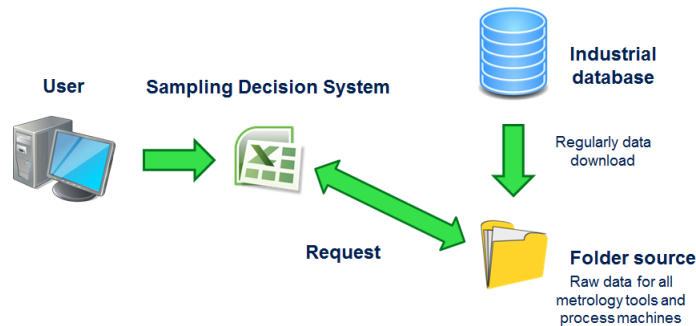 User
Sampling Decision System
Industrial
database
Regularly data
download
Request
Folder source
Raw data for all
metrology tools and
process machines